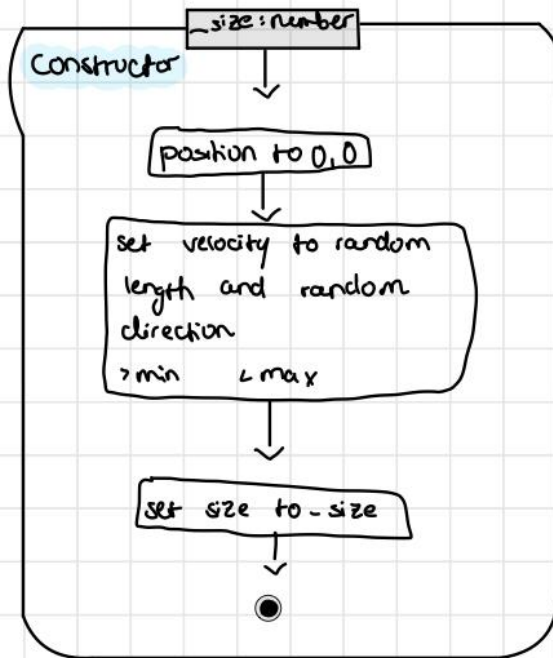 _size: number
Constructor
position to 0,0
set velocity to random
length and random
direction
>min <max
set size to _size